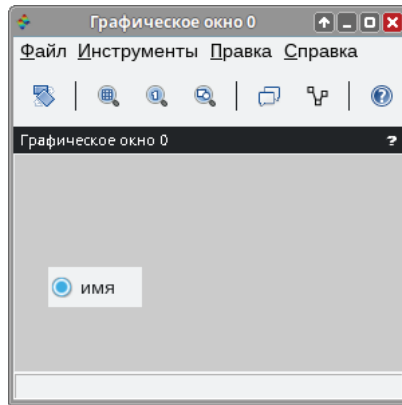 Графическое окно 0
Файл Инструменты Правка Справка
Графическое окно 0 ?
имя